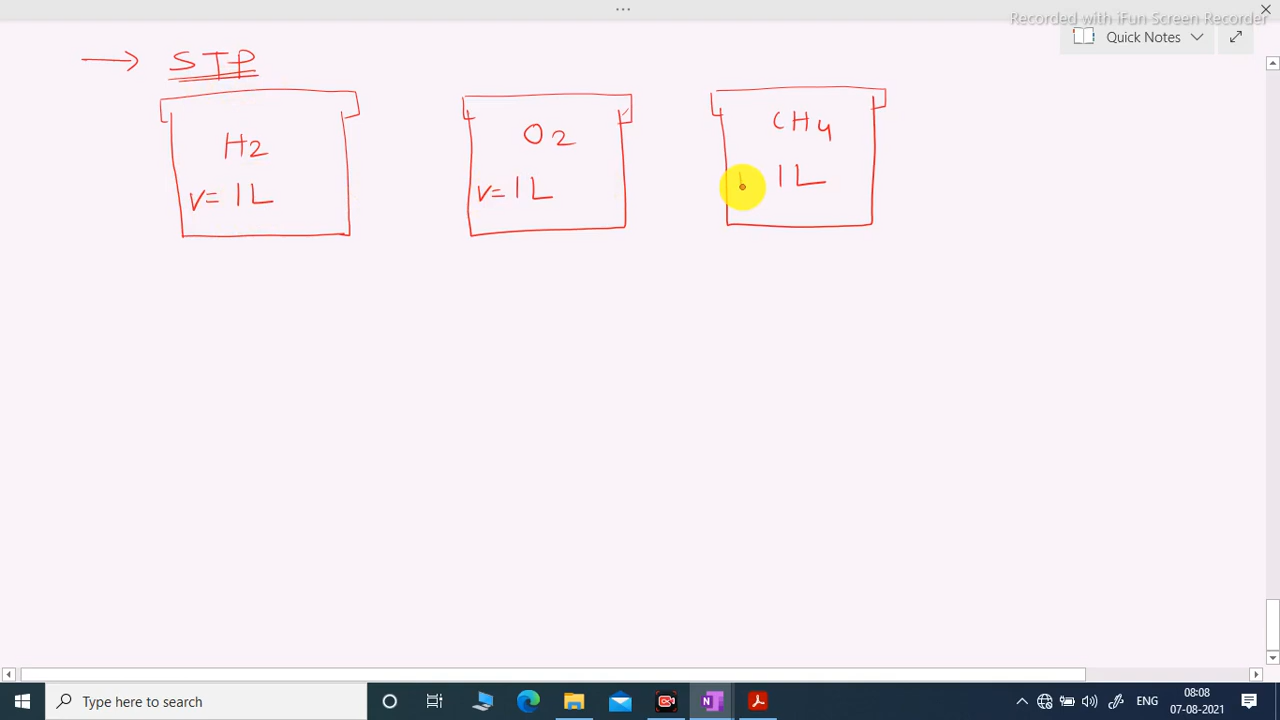 Recorded with iFun Screen Recorder
Quick Notes
→ STP
H2
V= 1L
O2
V= 1L
CH4
1L
Type here to search
ENG
08:08
07-08-2021